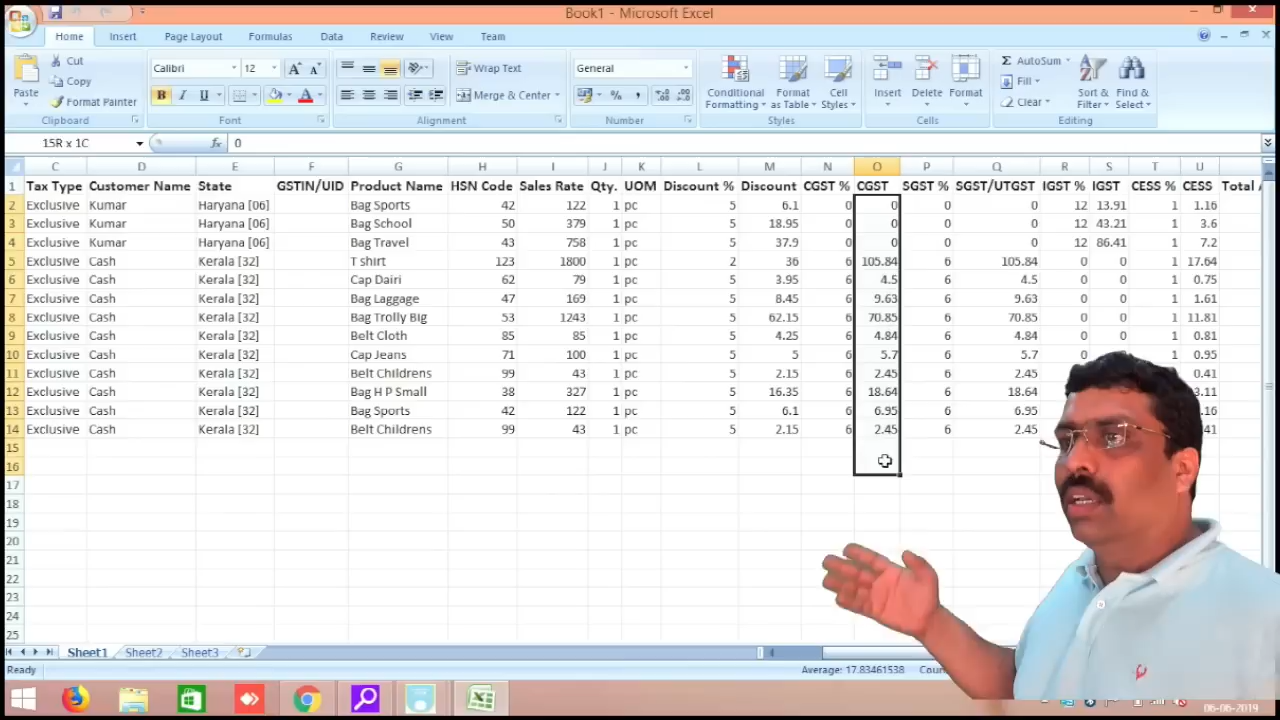 Book1 - Microsoft Excel
Home Insert Page Layout Formulas Data Review View Team
Paste Cut Copy Format Painter Clipboard
Calibri 12 B I U A Font
Wrap Text Merge & Center Alignment
General % , Number
Conditional Formatting Format as Table Cell Styles Styles
Insert Delete Format Cells
Σ AutoSum Fill Clear Sort & Filter Find & Select Editing
15R x 1C fx 0
C D E F G H I J K L M N O P Q R S T U
1 Tax Type Customer Name State GSTIN/UID Product Name HSN Code Sales Rate Qty. UOM Discount % Discount CGST % CGST SGST % SGST/UTGST IGST % IGST CESS % CESS Total
2 Exclusive Kumar Haryana [06] Bag Sports 42 122 1 pc 5 6.1 0 0 0 0 12 13.91 1 1.16
3 Exclusive Kumar Haryana [06] Bag School 50 379 1 pc 5 18.95 0 0 0 0 12 43.21 1 3.6
4 Exclusive Kumar Haryana [06] Bag Travel 43 758 1 pc 5 37.9 0 0 0 0 12 86.41 1 7.2
5 Exclusive Cash Kerala [32] T shirt 123 1800 1 pc 2 36 6 105.84 6 105.84 0 0 1 17.64
6 Exclusive Cash Kerala [32] Cap Dairi 62 79 1 pc 5 3.95 6 4.5 6 4.5 0 0 1 0.75
7 Exclusive Cash Kerala [32] Bag Laggage 47 169 1 pc 5 8.45 6 9.63 6 9.63 0 0 1 1.61
8 Exclusive Cash Kerala [32] Bag Trolly Big 53 1243 1 pc 5 62.15 6 70.85 6 70.85 0 0 1 11.81
9 Exclusive Cash Kerala [32] Belt Cloth 85 85 1 pc 5 4.25 6 4.84 6 4.84 0 0 1 0.81
10 Exclusive Cash Kerala [32] Cap Jeans 71 100 1 pc 5 5 6 5.7 6 5.7 0 0 1 0.95
11 Exclusive Cash Kerala [32] Belt Childrens 99 43 1 pc 5 2.15 6 2.45 6 2.45 0.41
12 Exclusive Cash Kerala [32] Bag H P Small 38 327 1 pc 5 16.35 6 18.64 6 18.64
13 Exclusive Cash Kerala [32] Bag Sports 42 122 1 pc 5 6.1 6 6.95 6 6.95
14 Exclusive Cash Kerala [32] Belt Childrens 99 43 1 pc 5 2.15 6 2.45 6 2.45
15
16
17
18
19
20
21
22
23
24
25
Sheet1 Sheet2 Sheet3
Ready Average: 17.83461538
06-06-2019